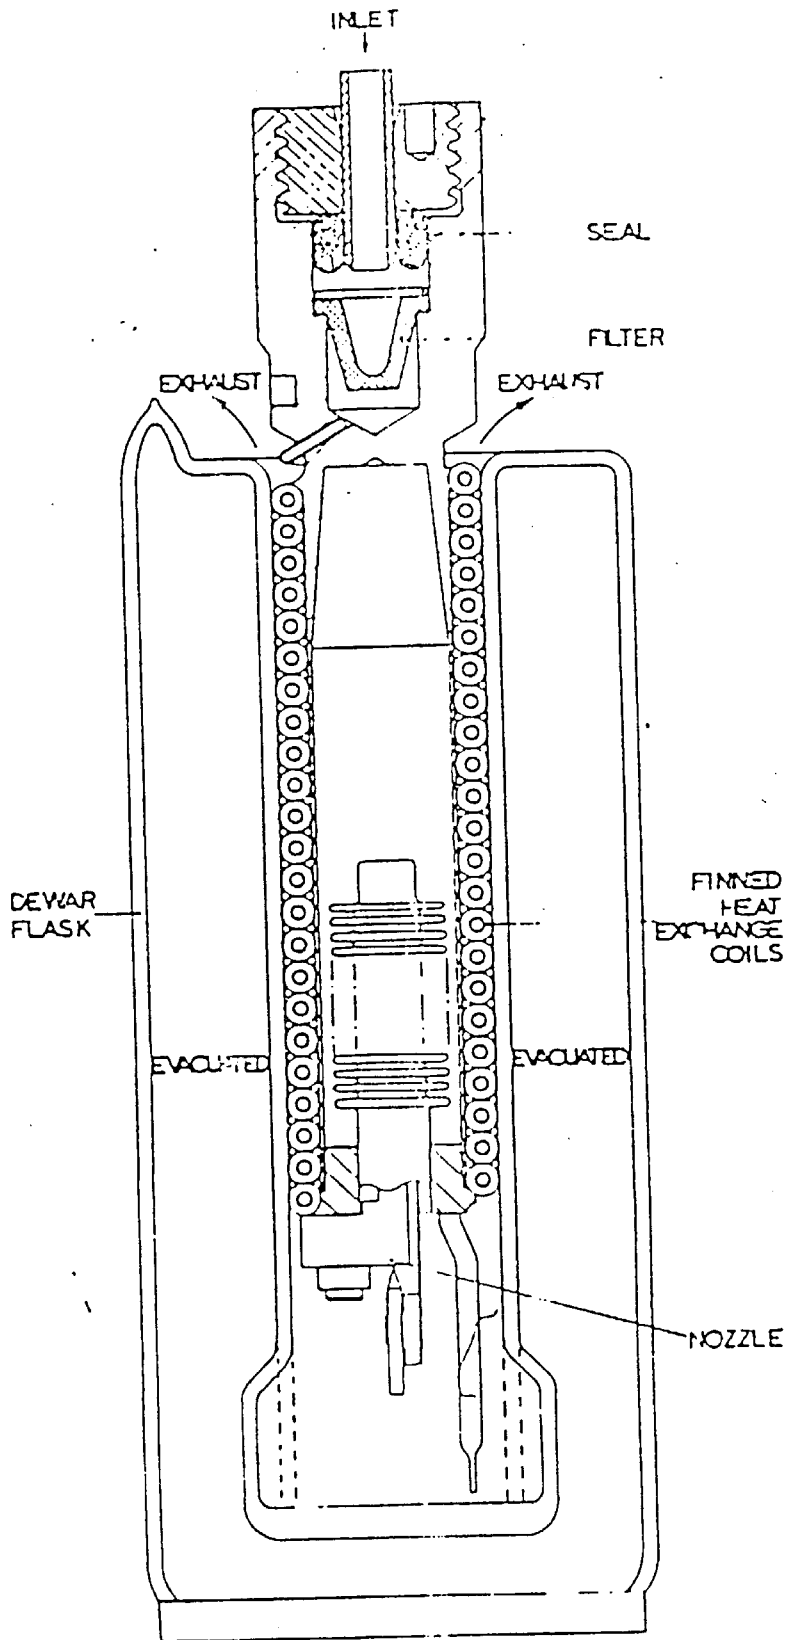 INLET
SEAL
FILTER
EXHAUST
EXHAUST
DEWAR
FLASK
FINNED
HEAT
EXCHANGE
COILS
EVACUATED
EVACUATED
NOZZLE